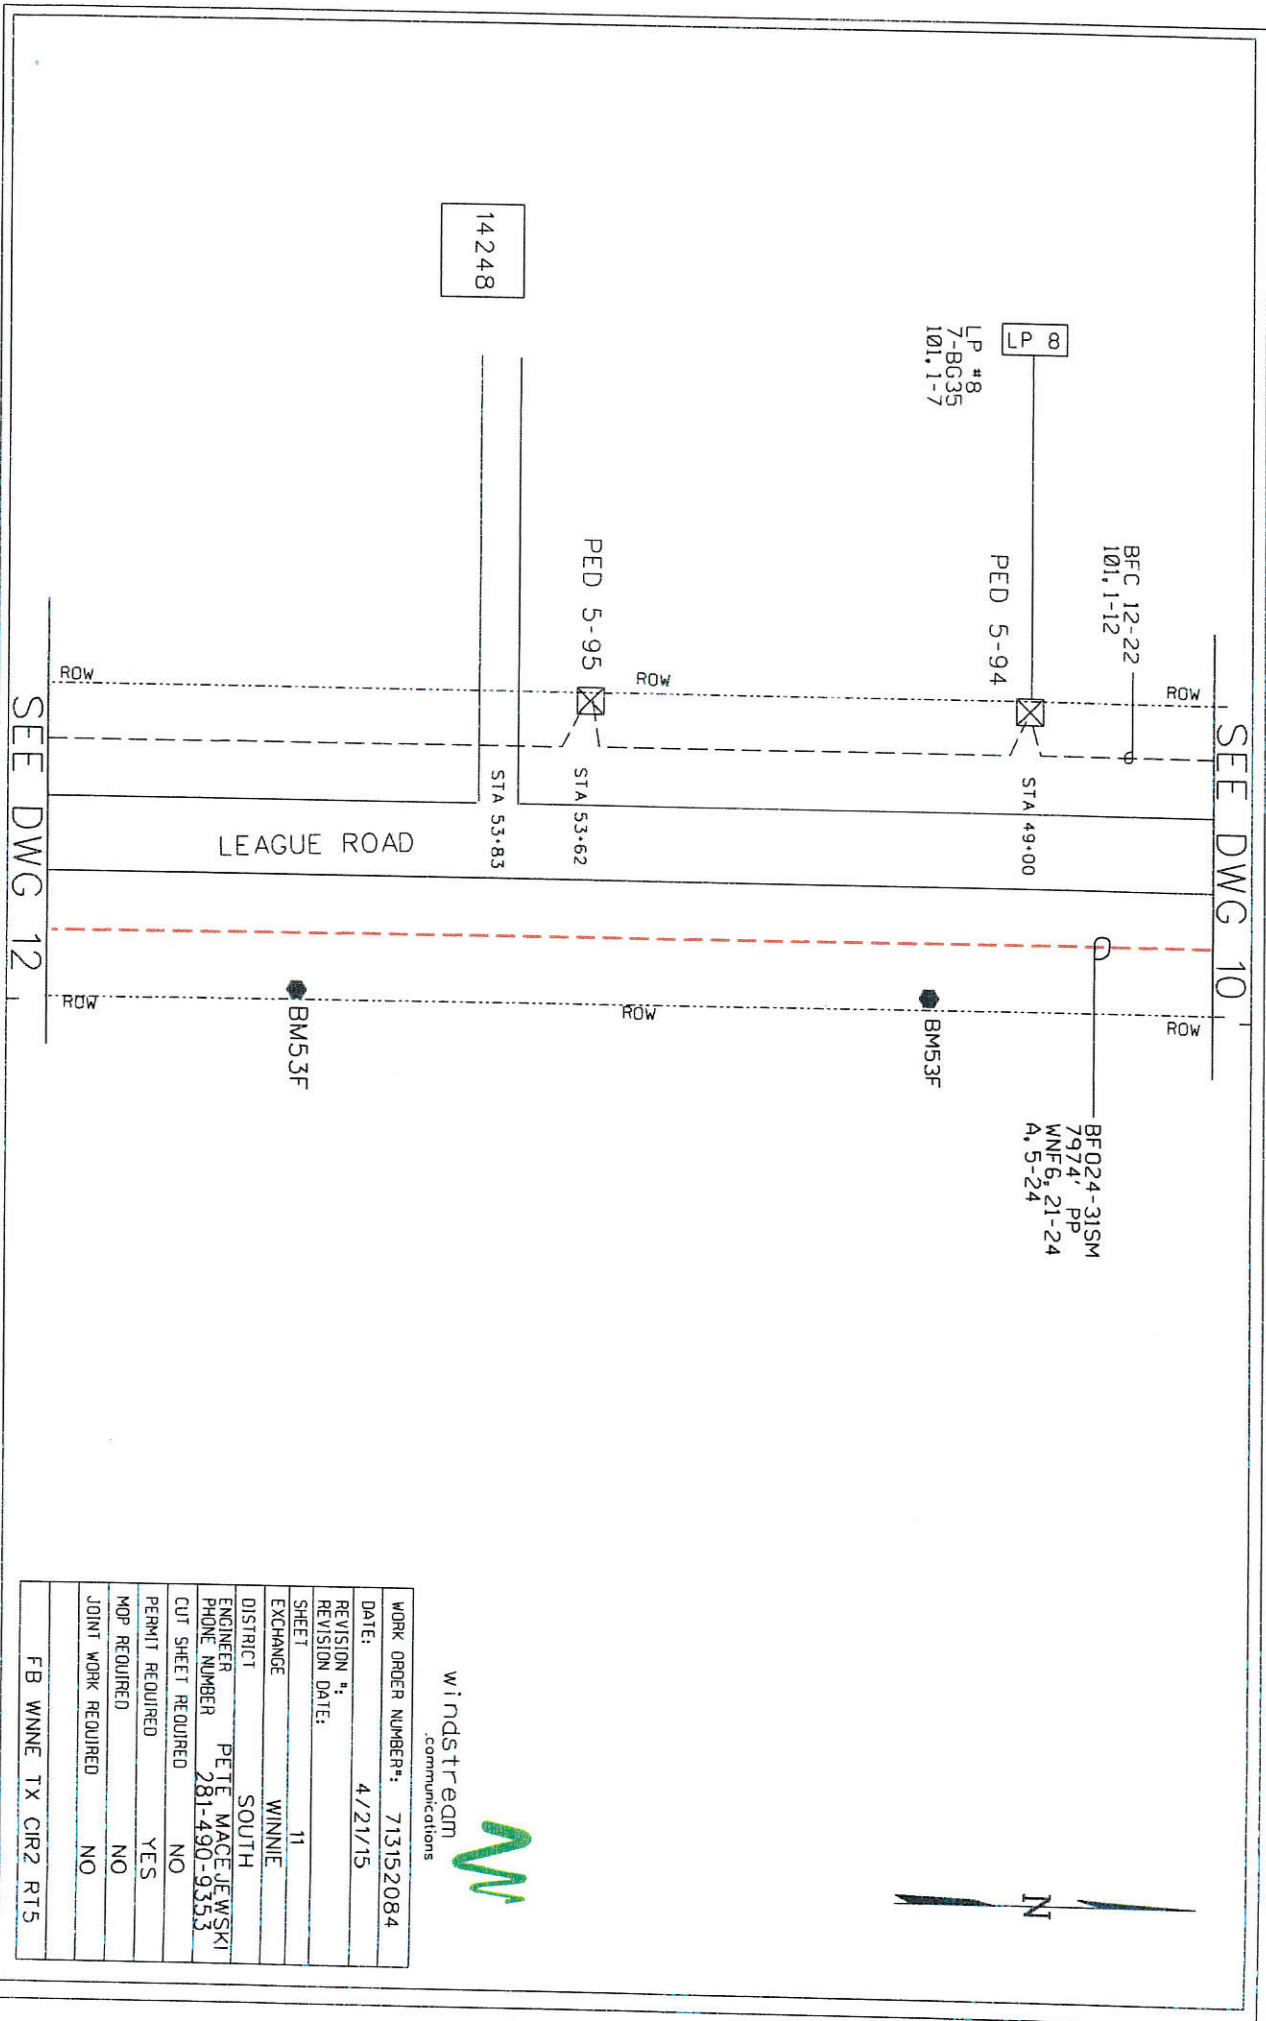 SEE DWG 10
ROW
BFC 12-22
101, 1-12
ROW
BFO24-31SM
7974' PP
WNF6, 21-24
A, 5-24
LP 8
LP #8
7-BG35
101, 1-7
PED 5-94
STA 49+00
BM53F
ROW
ROW
PED 5-95
STA 53+62
14248
STA 53+83
LEAGUE ROAD
BM53F
ROW
ROW
SEE DWG 12
N
windstream
communications
WORK ORDER NUMBER#: 713152084
DATE: 4/21/15
REVISION #:
REVISION DATE:
SHEET 11
EXCHANGE WINNIE
DISTRICT SOUTH
ENGINEER PETE MACEJEWSKI
PHONE NUMBER 281-490-9353
CUT SHEET REQUIRED NO
PERMIT REQUIRED YES
MOP REQUIRED NO
JOINT WORK REQUIRED NO
FB WNNE TX CIR2 RT5